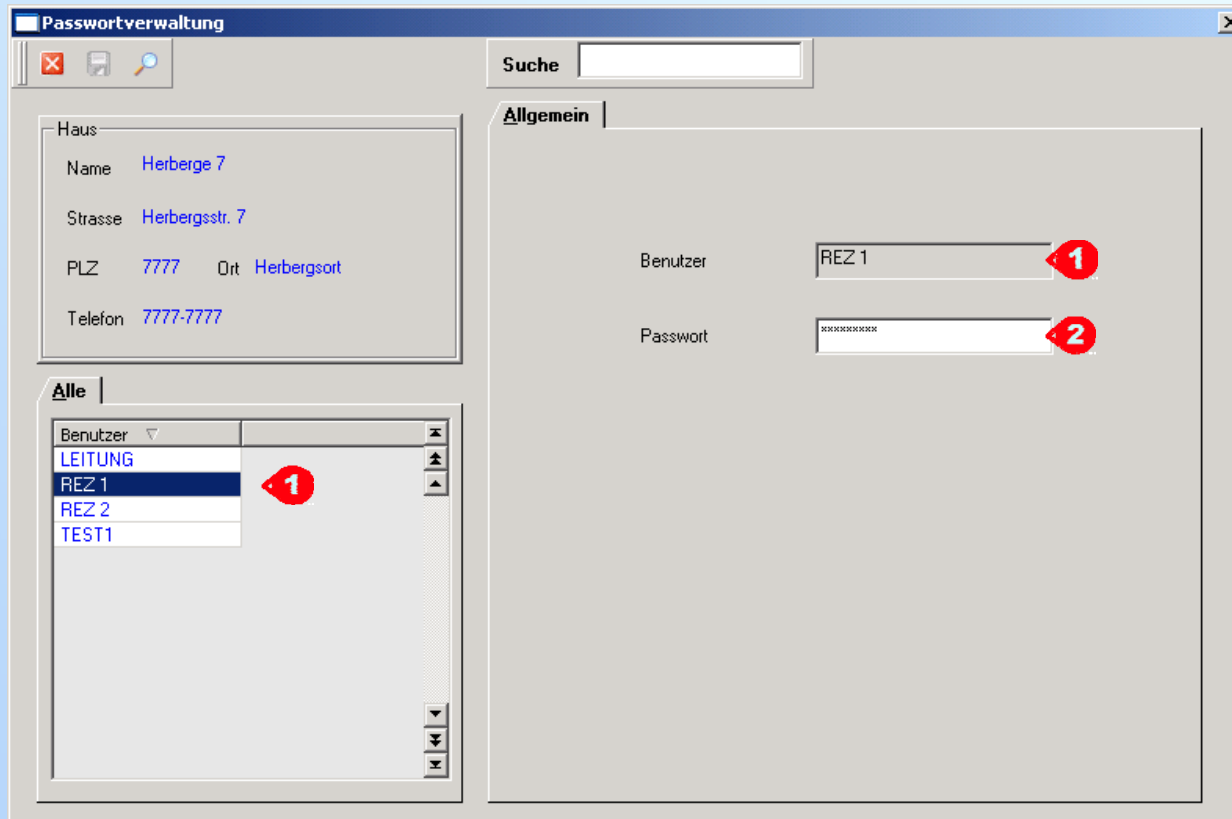 Passwortverwaltung
Suche
Haus
Name Herberge 7
Strasse Herbergsstr. 7
PLZ 7777 Ort Herbergsort
Telefon 7777-7777
Alle
Benutzer
LEITUNG
REZ 1
1
REZ 2
TEST1
Allgemein
Benutzer REZ 1 1
Passwort ********* 2